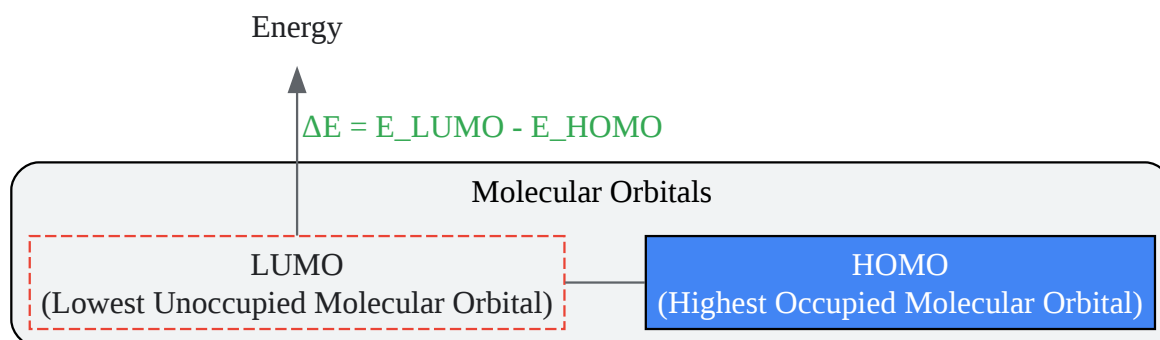 Energy
ΔE = E_LUMO - E_HOMO
Molecular Orbitals
LUMO
(Lowest Unoccupied Molecular Orbital)
HOMO
(Highest Occupied Molecular Orbital)